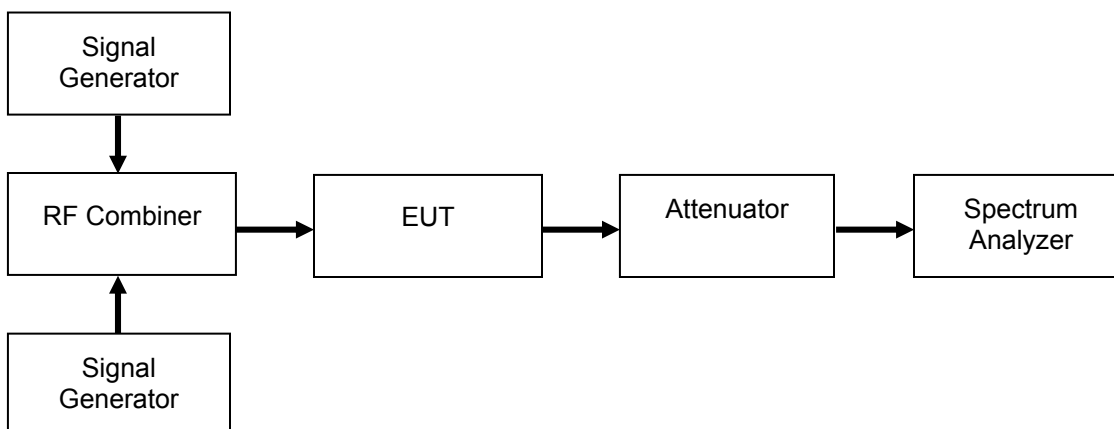 Signal
Generator
RF Combiner
EUT
Attenuator
Spectrum
Analyzer
Signal
Generator